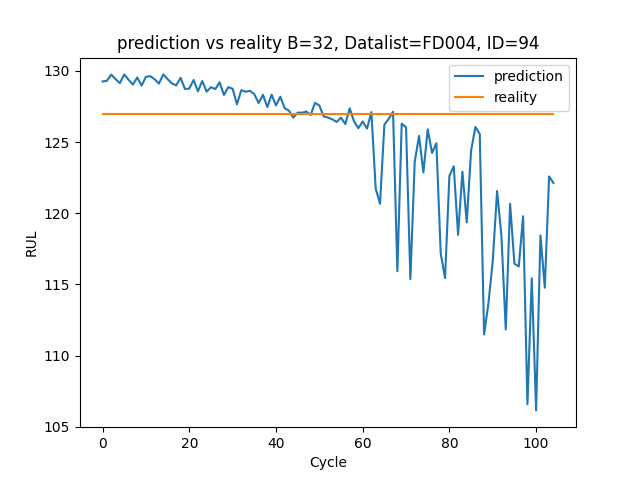 prediction vs reality B=32, Datalist=FD004, ID=94
prediction
reality
RUL
130
125
120
115
110
105
0 20 40 60 80 100
Cycle